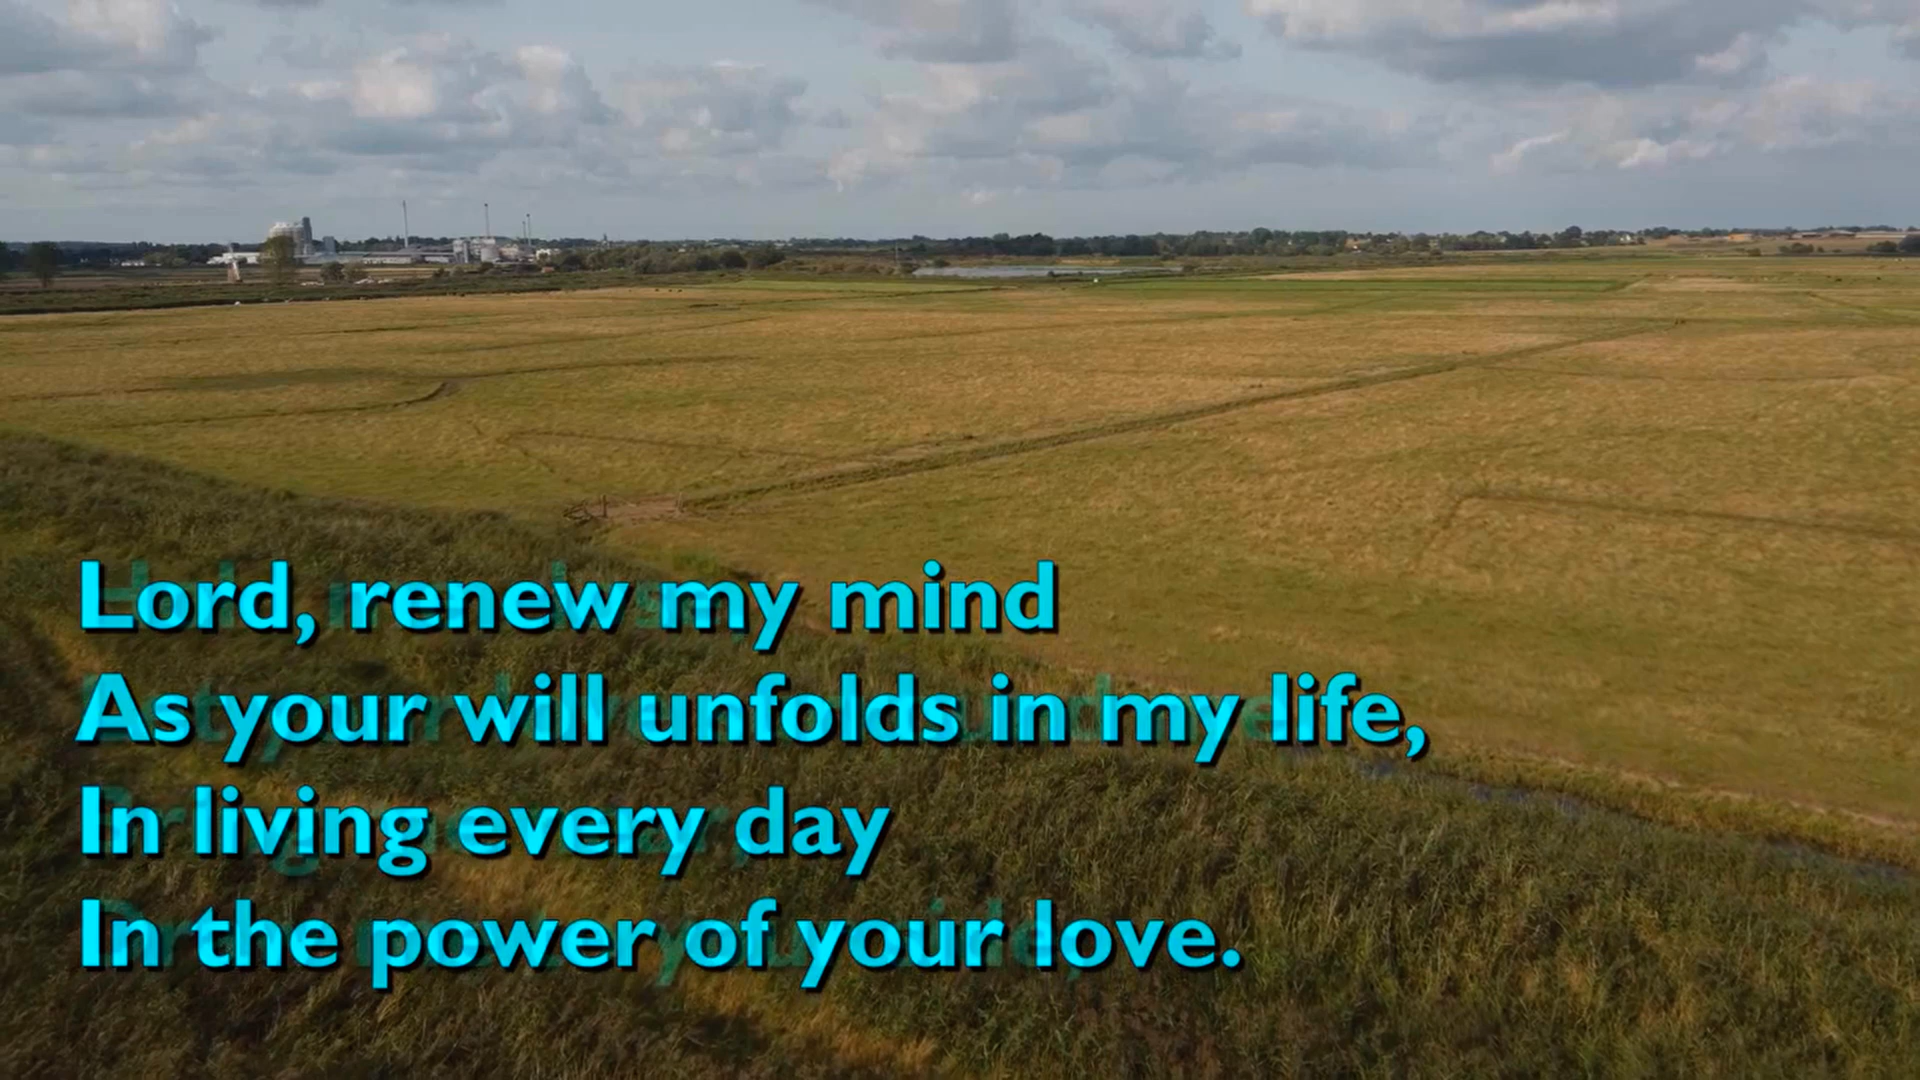 Lord, renew my mind
As your will unfolds in my life,
In living every day
In the power of your love.